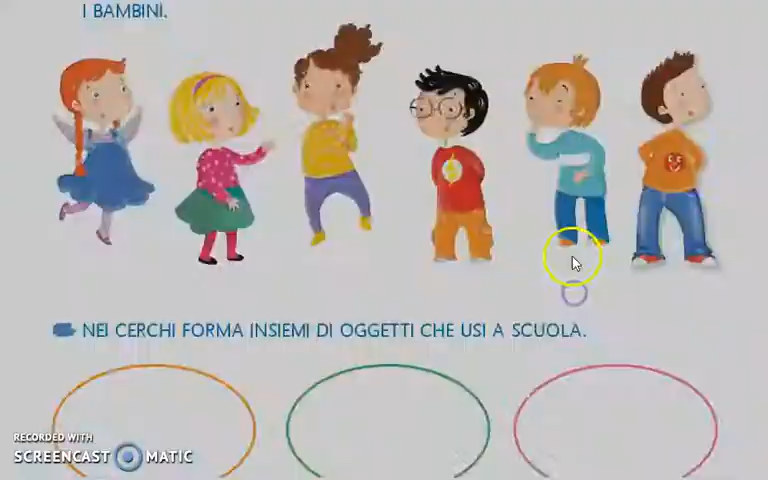 I BAMBINI.
NEI CERCHI FORMA INSIEMI DI OGGETTI CHE USI A SCUOLA.
RECORDED WITH
SCREENCAST MATIC